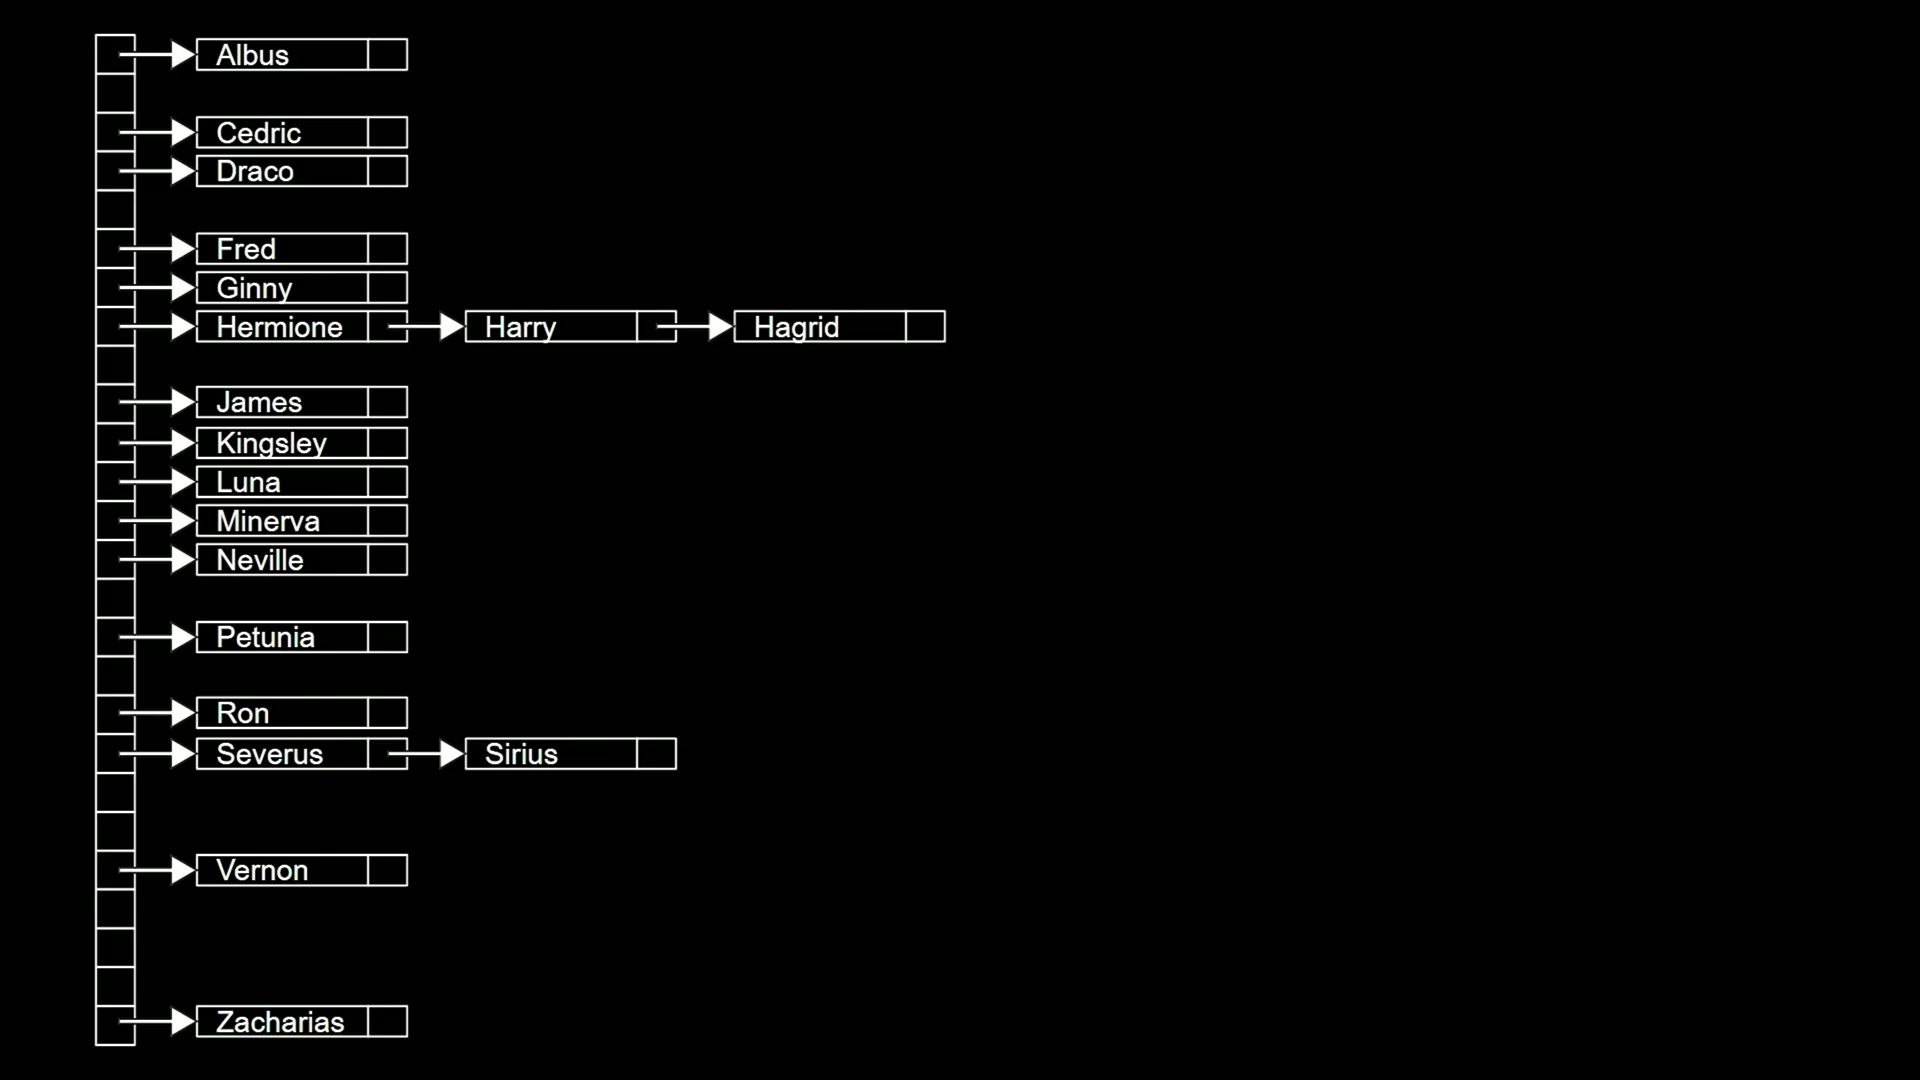 Albus
Cedric
Draco
Fred
Ginny
Hermione Harry Hagrid
James
Kingsley
Luna
Minerva
Neville
Petunia
Ron
Severus Sirius
Vernon
Zacharias